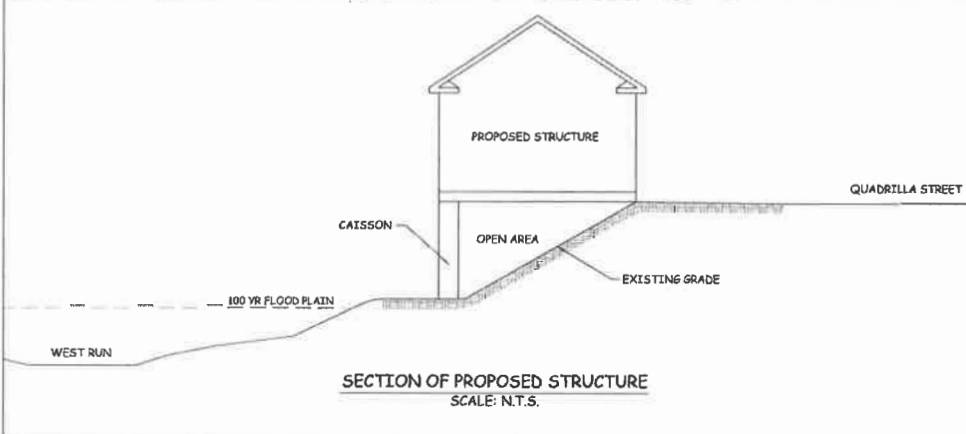 PROPOSED STRUCTURE
QUADRILLA STREET
CAISSON
OPEN AREA
EXISTING GRADE
100 YR FLOOD PLAIN
WEST RUN
SECTION OF PROPOSED STRUCTURE
SCALE: N.T.S.